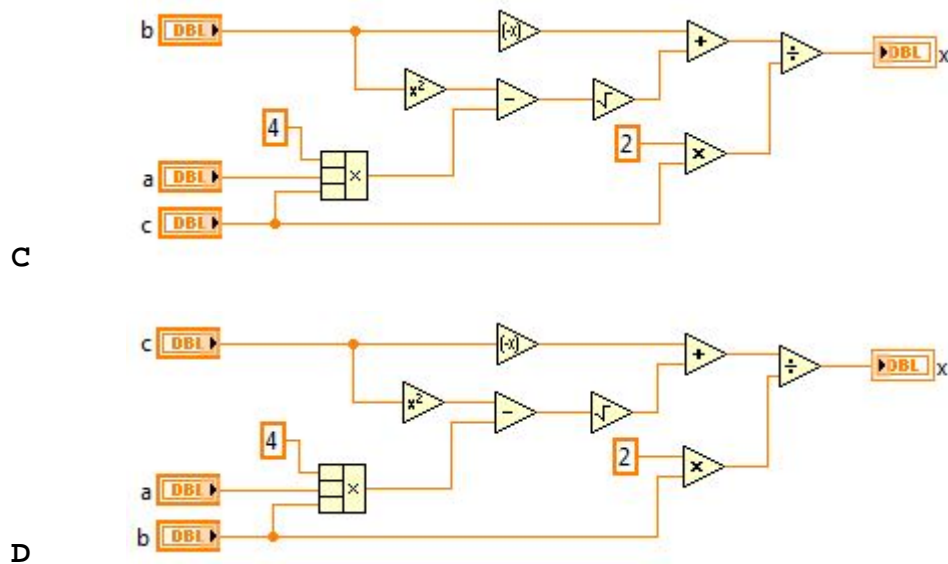 b DBL (-x) + ÷ DBL x
x² - √
4 2 ×
a DBL ×
c DBL
C
c DBL (-x) + ÷ DBL x
x² - √
4 2 ×
a DBL ×
b DBL
D